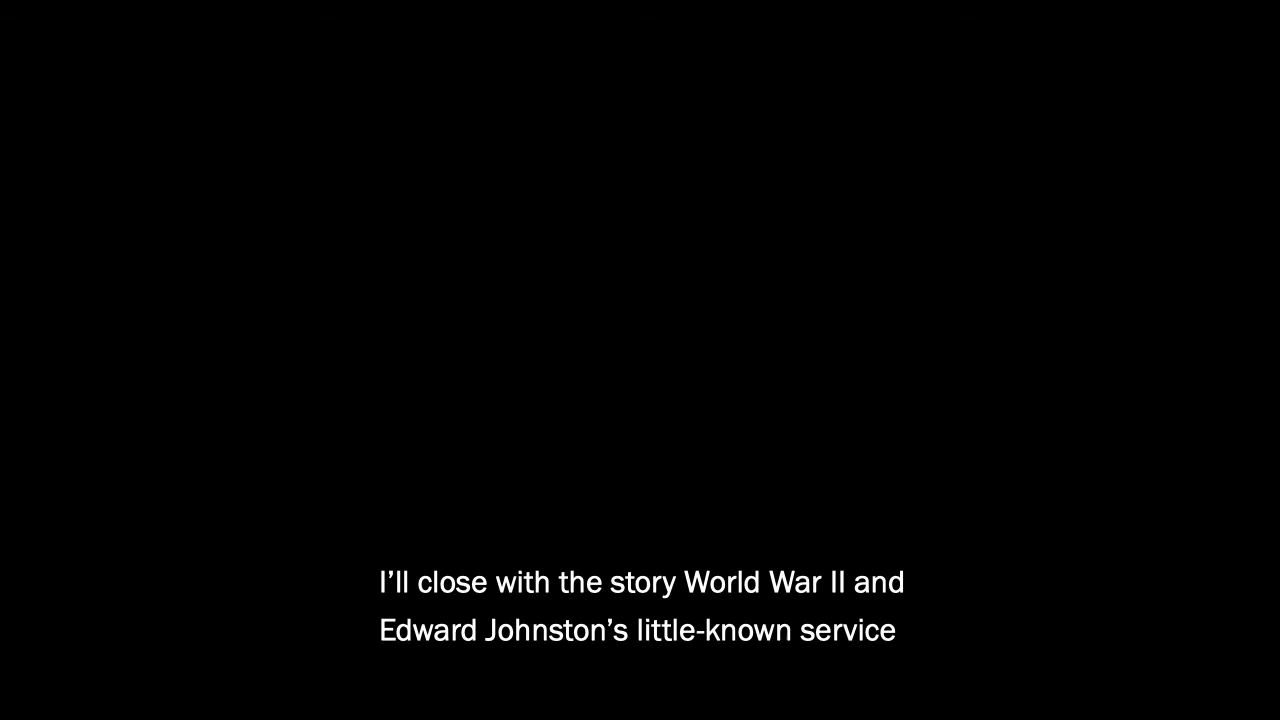 I’ll close with the story World War II and
Edward Johnston’s little-known service